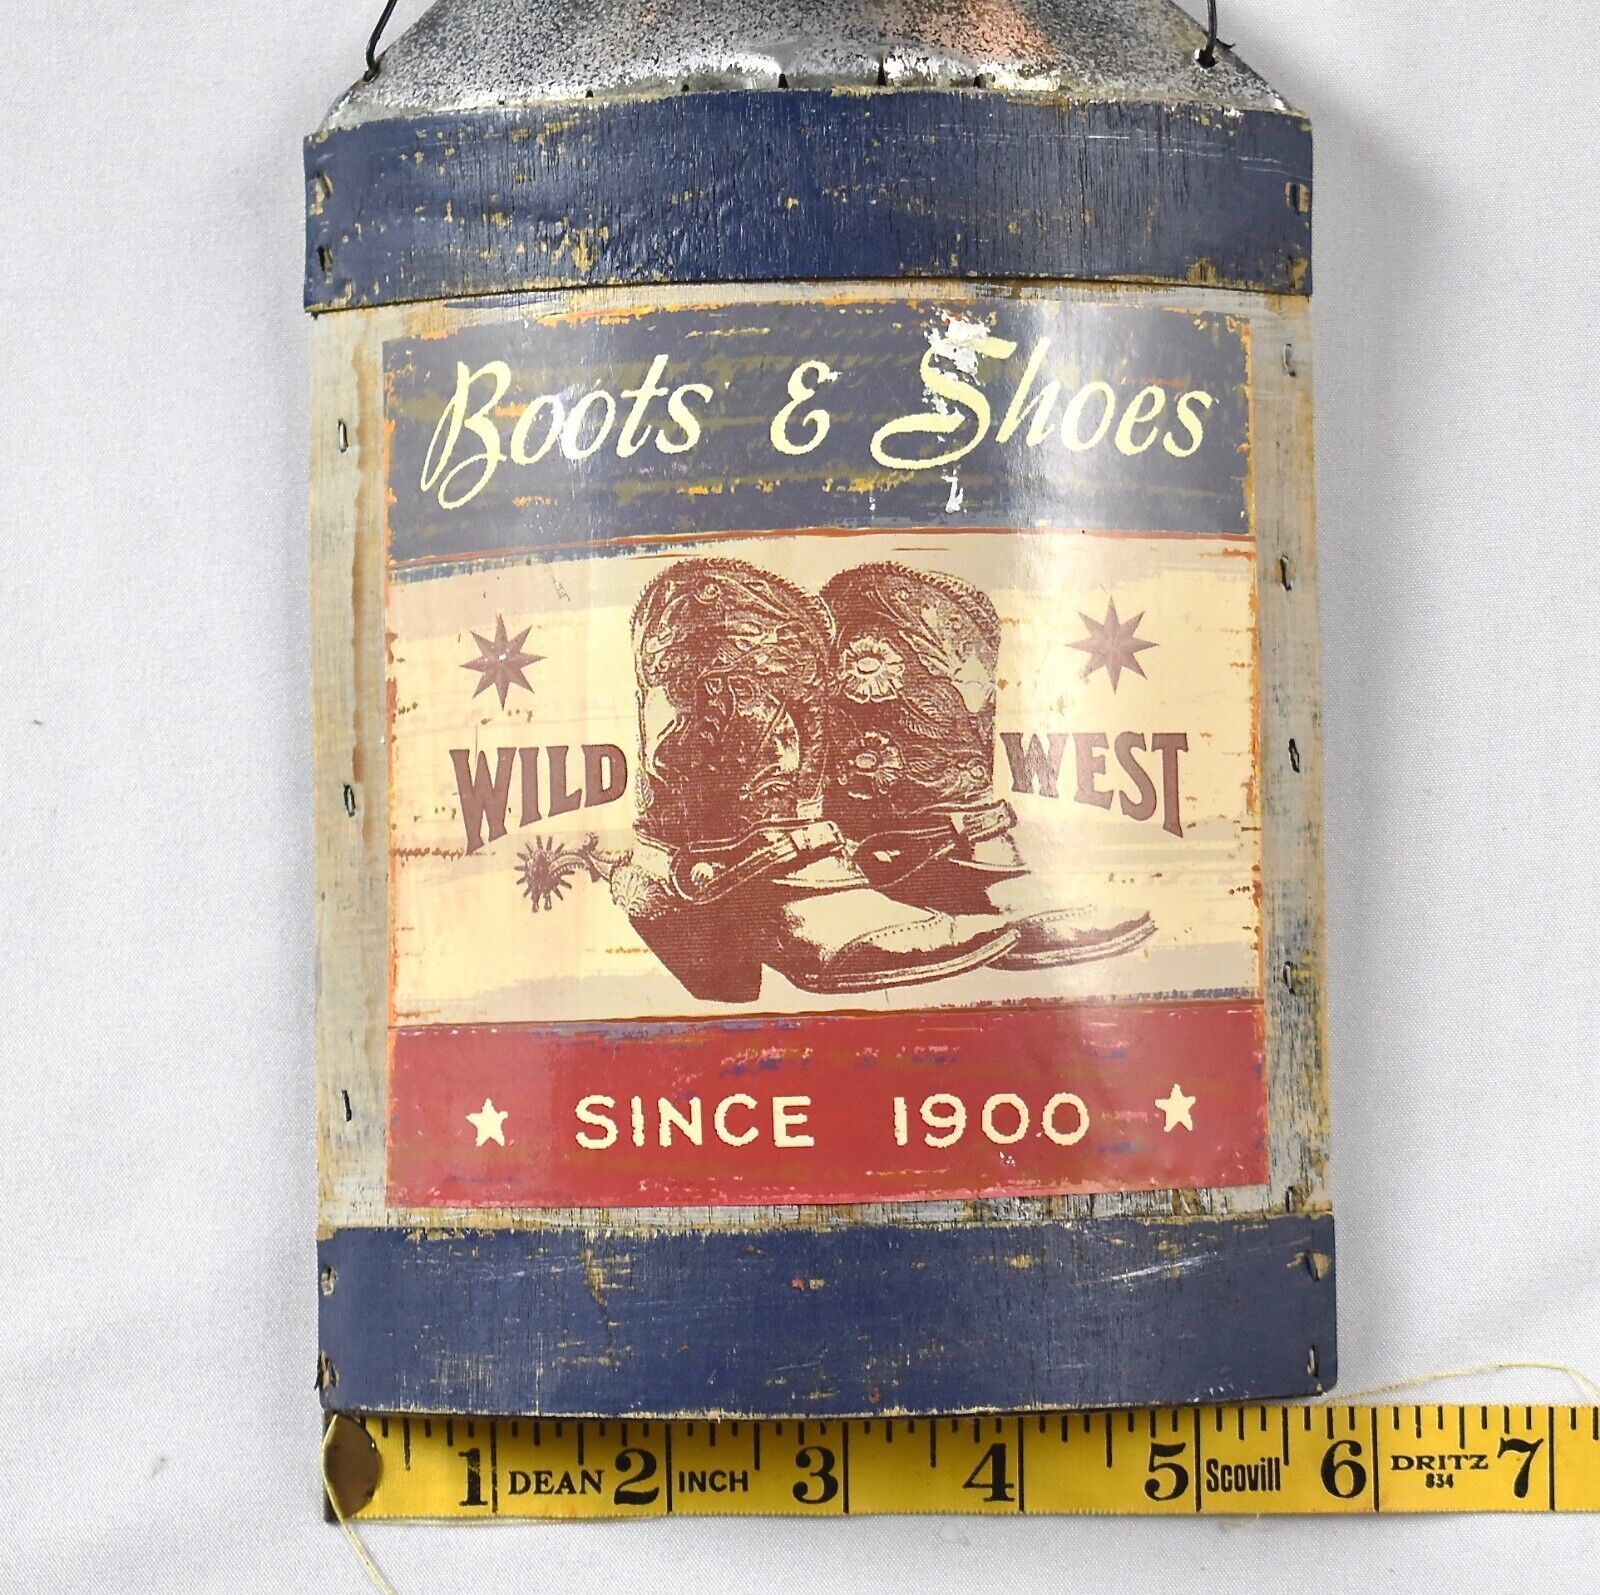 Boots & Shoes
WILD WEST
SINCE 1900
1 DEAN 2 INCH 3 4 5 Scovill 6 DRITZ 7
834